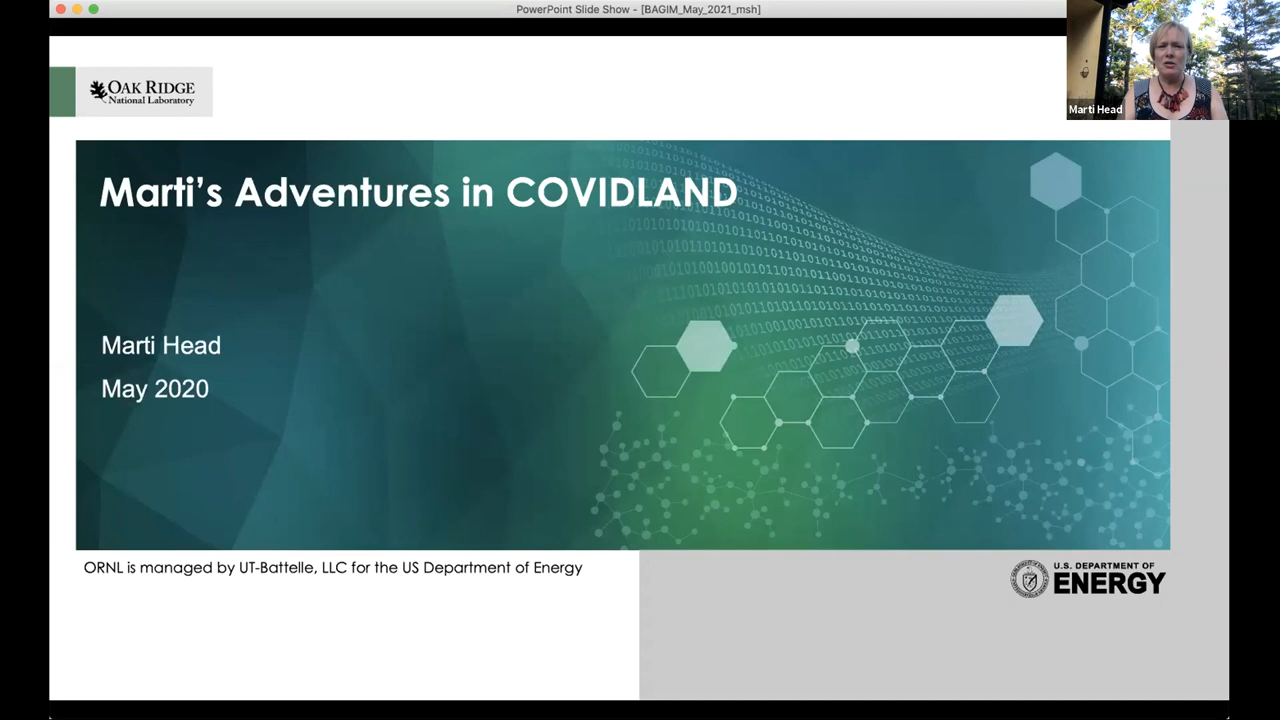 PowerPoint Slide Show - [BAGIM_May_2021_msh]
Marti Head
OAK RIDGE
National Laboratory
Marti's Adventures in COVIDLAND
Marti Head
May 2020
ORNL is managed by UT-Battelle, LLC for the US Department of Energy
U.S. DEPARTMENT OF
ENERGY